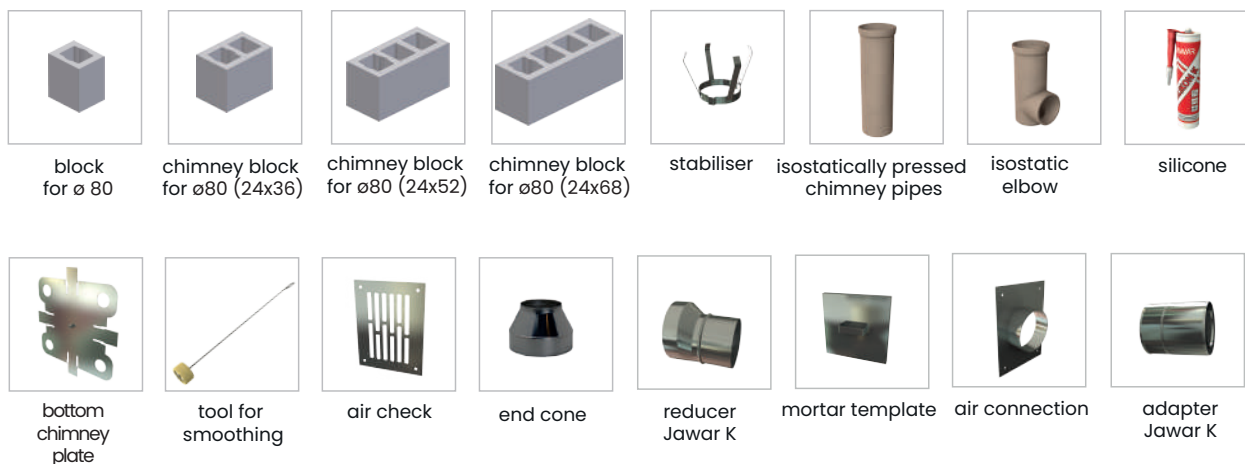 block
for ø 80
chimney block
for ø80 (24x36)
chimney block
for ø80 (24x52)
chimney block
for ø80 (24x68)
stabiliser
isostatically pressed
chimney pipes
isostatic
elbow
silicone
bottom
chimney
plate
tool for
smoothing
air check
end cone
reducer
Jawar K
mortar template
air connection
adapter
Jawar K